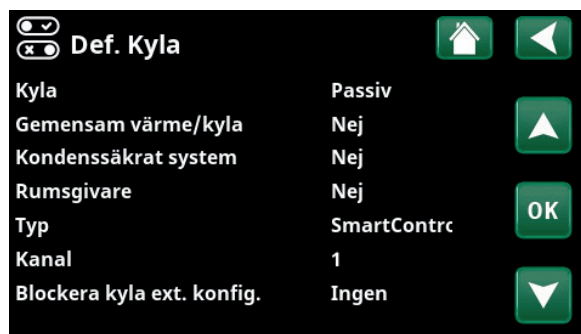 Def. Kyla
Kyla Passiv
Gemensam värme/kyla Nej
Kondenssäkrat system Nej
Rumsgivare Nej
Typ SmartContrc
OK
Kanal 1
Blockera kyla ext. konfig. Ingen